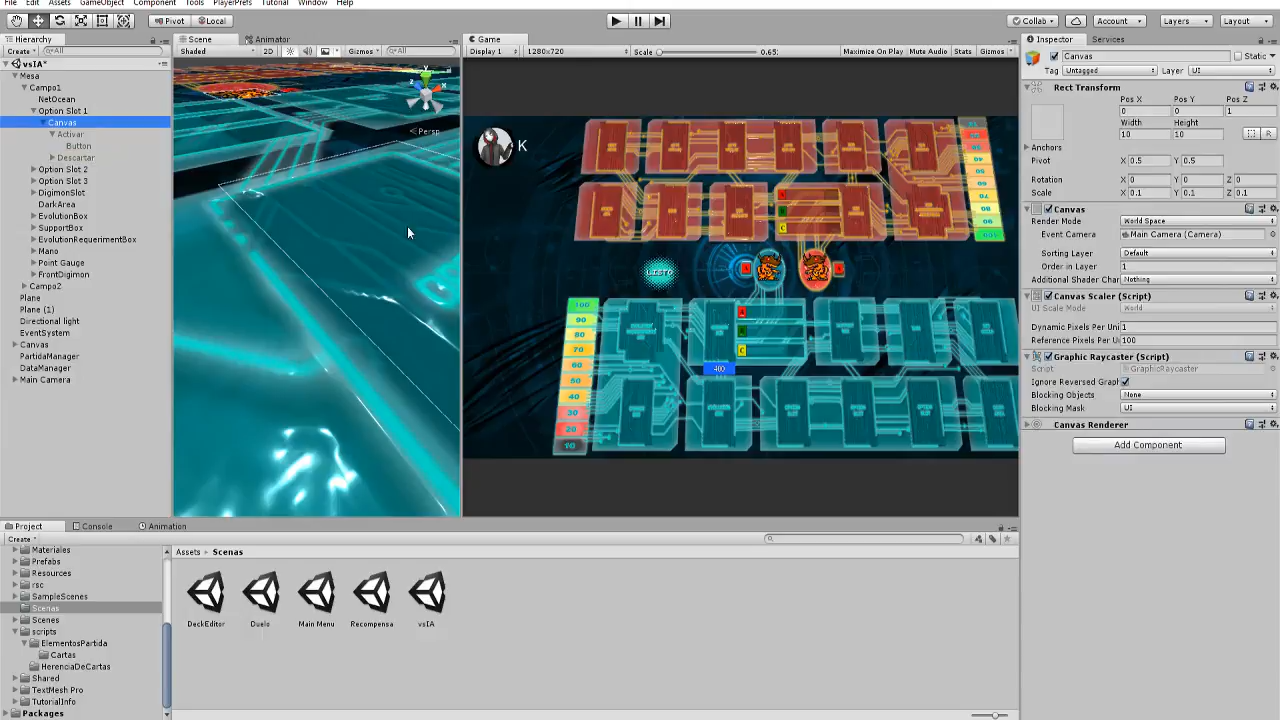 File Edit Assets GameObject Component Tutorial Window Help
PlayerPrefs
Pivot Local
Collab Account Layers Layout
Hierarchy
Create All
vsIA*
Mesa
Campo1
NetOcean
Option Slot 1
Canvas
Activar
Button
Descartar
Option Slot 2
Option Slot 3
DigimonSlot
DarkArea
EvolutionBox
SupportBox
EvolutionRequerimentBox
Mano
Point Gauge
FrontDigimon
Campo2
Plane
Plane (1)
Directional light
EventSystem
Canvas
PartidaManager
DataManager
Main Camera
Scene Animator
Shaded 2D Gizmos All
Y
X
Z
Persp
Game
Display 1 1280x720 Scale 0.65: Maximize On Play Mute Audio Stats Gizmos
K
C
LISTO
100
90
80
70
60
50
40
30
20
10
C
400
Inspector Services
Canvas Static
Tag Untagged Layer UI
Rect Transform
Pos X Pos Y Pos Z
0 0 1
Width Height
10 10
R
Anchors
Pivot X 0.5 Y 0.5
Rotation X 0 Y 0 Z 0
Scale X 0.1 Y 0.1 Z 0.1
Canvas
Render Mode World Space
Event Camera Main Camera (Camera)
Sorting Layer Default
Order in Layer 1
Additional Shader Char Nothing
Canvas Scaler (Script)
UI Scale Mode World
Dynamic Pixels Per Uni 1
Reference Pixels Per U 100
Graphic Raycaster (Script)
Script GraphicRaycaster
Ignore Reversed Graph
Blocking Objects None
Blocking Mask UI
Canvas Renderer
Add Component
Project Console Animation
Create
Materiales
Prefabs
Resources
rsc
SampleScenes
Scenas
Scenes
scripts
ElementosPartida
Cartas
HerenciaDeCartas
Shared
TextMesh Pro
TutorialInfo
Packages
Assets Scenas
DeckEditor Duelo Main Menu Recompensa vsIA